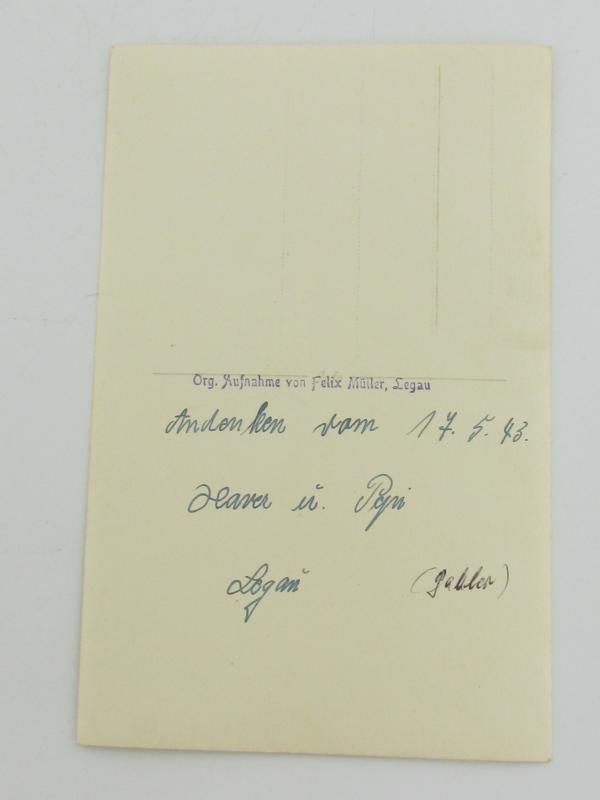 Org. Aufnahme von Felix Müller, Legau
Andenken vom 17. 5. 43.
Xaver u. Pepi
Legau (Gabler)